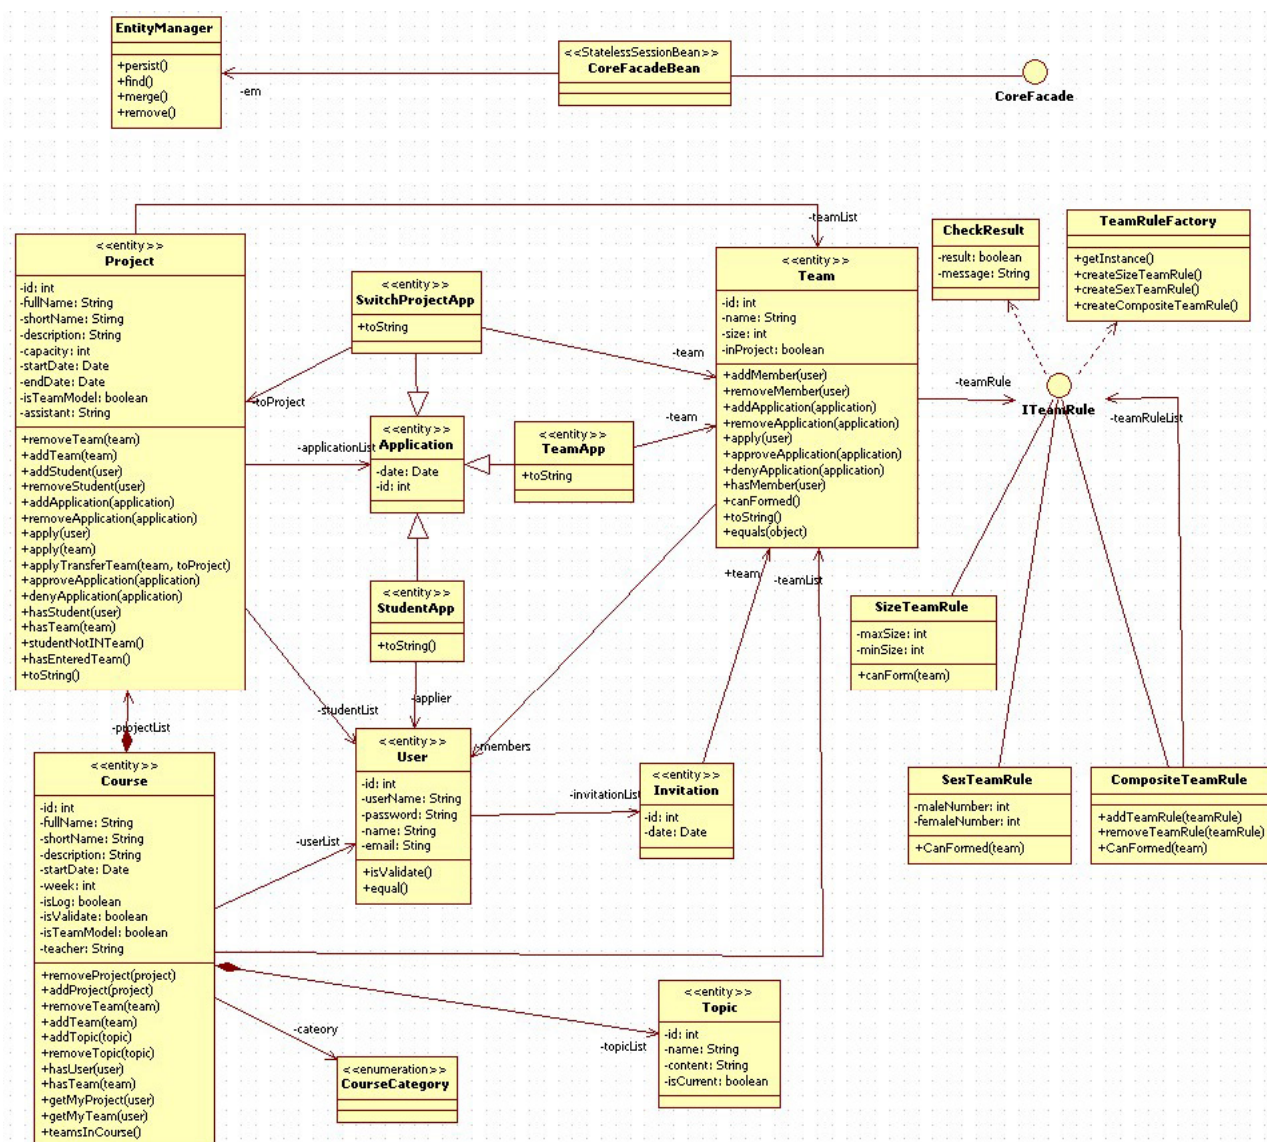 EntityManager
+persist()
+find()
+merge()
+remove()
-em
<<StatelessSessionBean>>
CoreFacadeBean
CoreFacade
-teamList
<<entity>>
Project
-id: int
-fullName: String
-shortName: Stirng
-description: String
-capacity: int
-startDate: Date
-endDate: Date
-isTeamModel: boolean
-assistant: String
+removeTeam(team)
+addTeam(team)
+addStudent(user)
+removeStudent(user)
+addApplication(application)
+removeApplication(application)
+apply(user)
+apply(team)
+applyTransferTeam(team, toProject)
+approveApplication(application)
+denyApplication(application)
+hasStudent(user)
+hasTeam(team)
+studentNotINTeam()
+hasEnteredTeam()
+toString()
<<entity>>
SwitchProjectApp
+toString
-toProject
-team
<<entity>>
Application
-date: Date
-id: int
-applicationList
<<entity>>
TeamApp
+toString
-team
<<entity>>
StudentApp
+toString()
-applier
<<entity>>
Team
-id: int
-name: String
-size: int
-inProject: boolean
+addMember(user)
+removeMember(user)
+addApplication(application)
+removeApplication(application)
+apply(user)
+approveApplication(application)
+denyApplication(application)
+hasMember(user)
+canFormed()
+toString()
+equals(object)
CheckResult
-result: boolean
-message: String
TeamRuleFactory
+getInstance()
+createSizeTeamRule()
+createSexTeamRule()
+createCompositeTeamRule()
-teamRule
ITeamRule
-teamRuleList
+team
-teamList
SizeTeamRule
-maxSize: int
-minSize: int
+canForm(team)
SexTeamRule
-maleNumber: int
-femaleNumber: int
+CanFormed(team)
CompositeTeamRule
+addTeamRule(teamRule)
+removeTeamRule(teamRule)
+CanFormed(team)
-projectList
-studentList
-members
<<entity>>
Course
-id: int
-fullName: String
-shortName: String
-description: String
-startDate: Date
-week: int
-isLog: boolean
-isValidate: boolean
-isTeamModel: boolean
-teacher: String
+removeProject(project)
+addProject(project)
+removeTeam(team)
+addTeam(team)
+addTopic(topic)
+removeTopic(topic)
+hasUser(user)
+hasTeam(team)
+getMyProject(user)
+getMyTeam(user)
+teamsInCourse()
-userList
<<entity>>
User
-id: int
-userName: String
-password: String
-name: String
-email: Sting
+isValidate()
+equal()
-invitationList
<<entity>>
Invitation
-id: int
-date: Date
-cateory
<<enumeration>>
CourseCategory
-topicList
<<entity>>
Topic
-id: int
-name: String
-content: String
-isCurrent: boolean